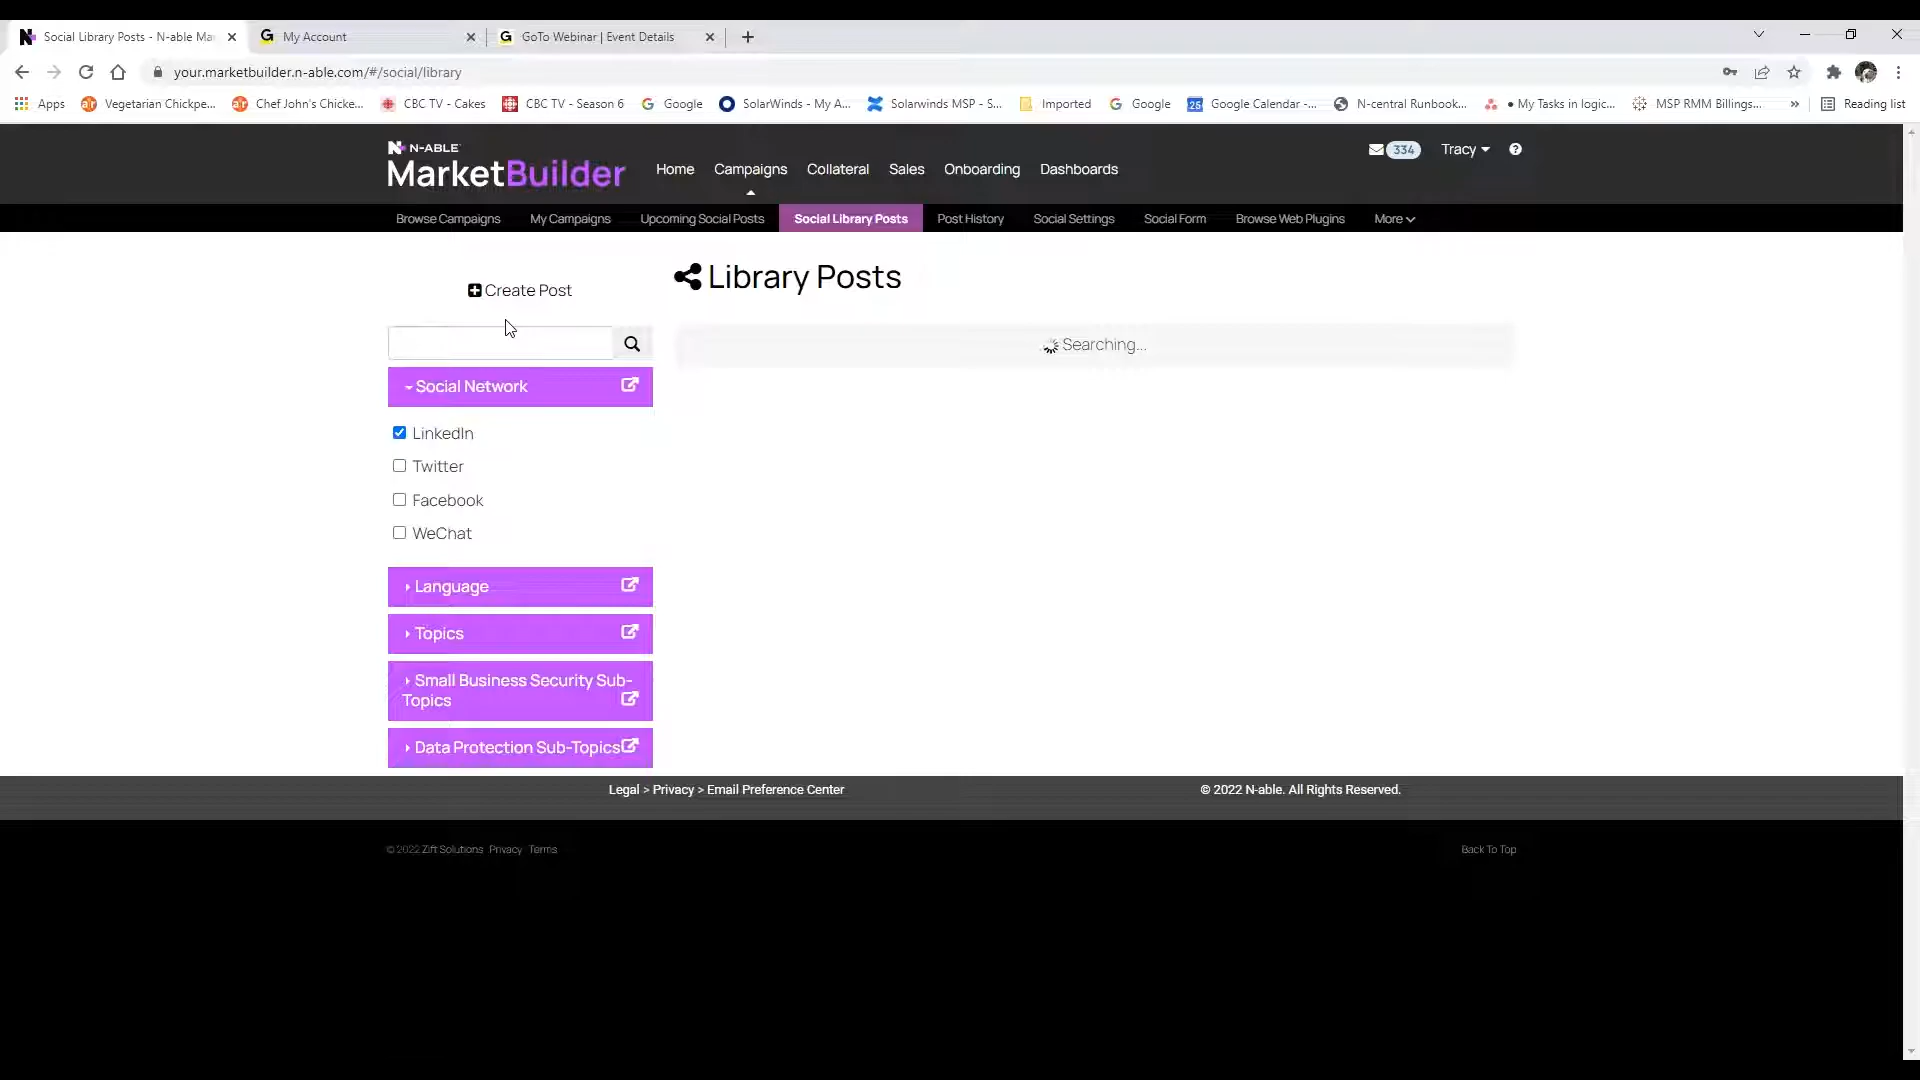 Social Library Posts - N-able Ma
My Account
GoTo Webinar | Event Details
your.marketbuilder.n-able.com/#/social/library
Apps
Vegetarian Chickpe...
Chef John's Chicke...
CBC TV - Cakes
CBC TV - Season 6
Google
SolarWinds - My A...
Solarwinds MSP - S...
Imported
Google
Google Calendar -...
N-central Runbook...
• My Tasks in logic...
MSP RMM Billings...
»
Reading list
N-ABLE
MarketBuilder
Home
Campaigns
Collateral
Sales
Onboarding
Dashboards
334
Tracy
Browse Campaigns
My Campaigns
Upcoming Social Posts
Social Library Posts
Post History
Social Settings
Social Form
Browse Web Plugins
More
Create Post
Library Posts
Searching...
Social Network
LinkedIn
Twitter
Facebook
WeChat
Language
Topics
Small Business Security Sub-
Topics
Data Protection Sub-Topics
Legal > Privacy > Email Preference Center
© 2022 N-able. All Rights Reserved.
© 2022 Zift Solutions Privacy Terms
Back To Top